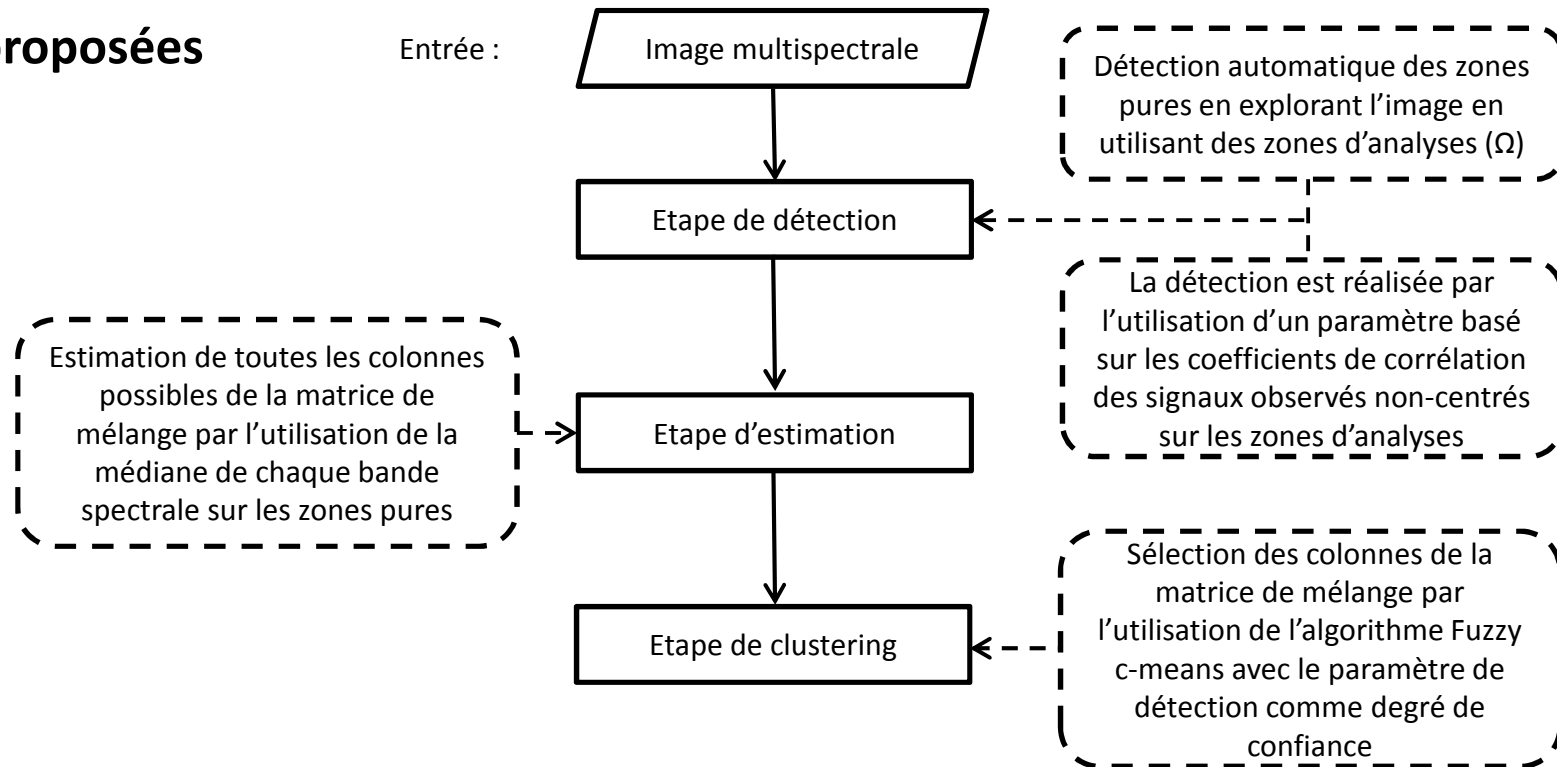 proposées
Entrée :
Image multispectrale
Détection automatique des zones
pures en explorant l’image en
utilisant des zones d’analyses (Ω)
Etape de détection
La détection est réalisée par
l’utilisation d’un paramètre basé
sur les coefficients de corrélation
des signaux observés non-centrés
sur les zones d’analyses
Estimation de toutes les colonnes
possibles de la matrice de
mélange par l’utilisation de la
médiane de chaque bande
spectrale sur les zones pures
Etape d’estimation
Etape de clustering
Sélection des colonnes de la
matrice de mélange par
l’utilisation de l’algorithme Fuzzy
c-means avec le paramètre de
détection comme degré de
confiance